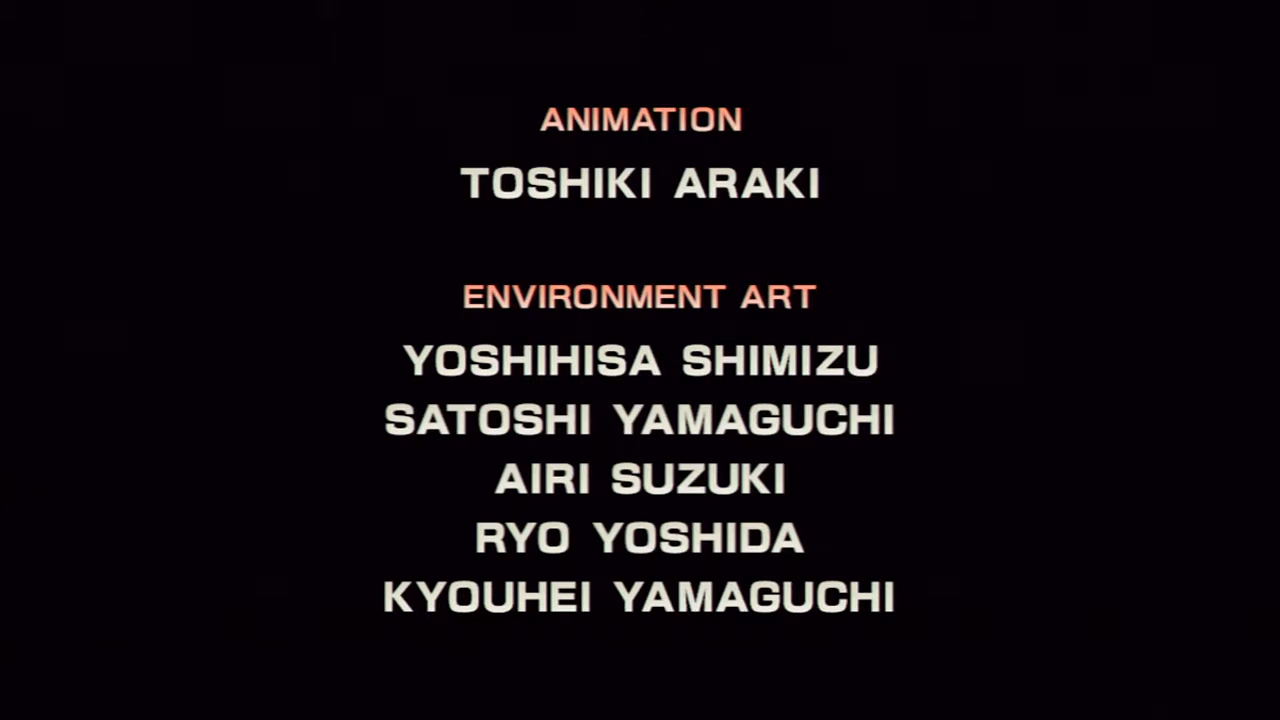 ANIMATION
TOSHIKI ARAKI
ENVIRONMENT ART
YOSHIHISA SHIMIZU
SATOSHI YAMAGUCHI
AIRI SUZUKI
RYO YOSHIDA
KYOUHEI YAMAGUCHI